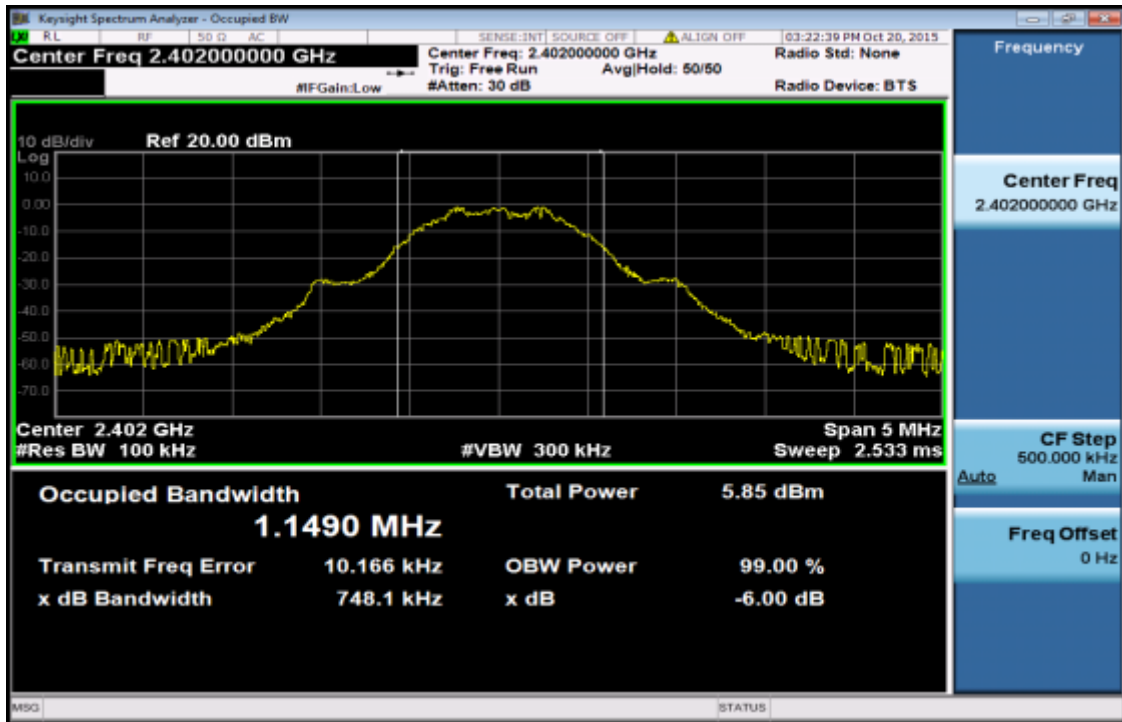 Keysight Spectrum Analyzer - Occupied BW
RL RF 50 Ω AC SENSE:INT SOURCE OFF ALIGN OFF 03:22:39 PM Oct 20, 2015
Center Freq 2.402000000 GHz
Center Freq: 2.402000000 GHz Radio Std: None
Trig: Free Run Avg|Hold: 50/50
#IFGain:Low #Atten: 30 dB Radio Device: BTS
10 dB/div Ref 20.00 dBm
Log
10.0
0.00
-10.0
-20.0
-30.0
-40.0
-50.0
-60.0
-70.0
Center 2.402 GHz Span 5 MHz
#Res BW 100 kHz #VBW 300 kHz Sweep 2.533 ms
Occupied Bandwidth Total Power 5.85 dBm
1.1490 MHz
Transmit Freq Error 10.166 kHz OBW Power 99.00 %
x dB Bandwidth 748.1 kHz x dB -6.00 dB
Frequency
Center Freq
2.402000000 GHz
CF Step
500.000 kHz
Auto Man
Freq Offset
0 Hz
MSG STATUS